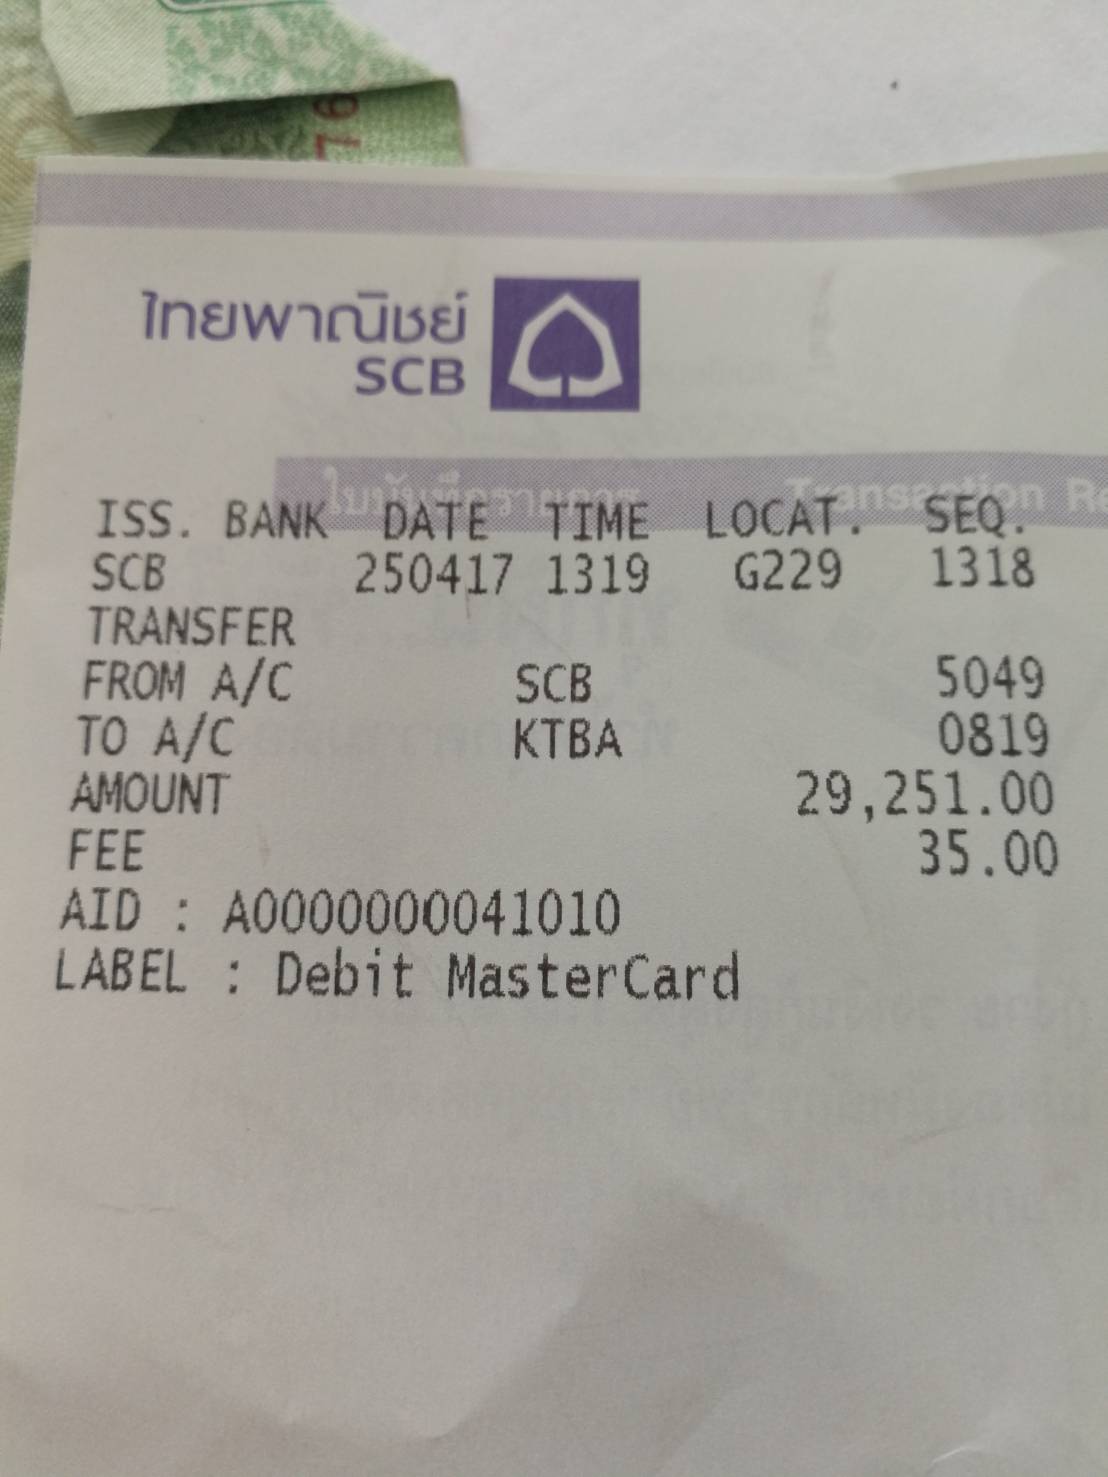 76
ไทยพาณิชย์
SCB
ใบบันทึกรายการ Transaction Re
ISS. BANK DATE TIME LOCAT. SEQ.
SCB 250417 1319 G229 1318
TRANSFER
FROM A/C SCB 5049
TO A/C KTBA 0819
AMOUNT 29,251.00
FEE 35.00
AID : A0000000041010
LABEL : Debit MasterCard